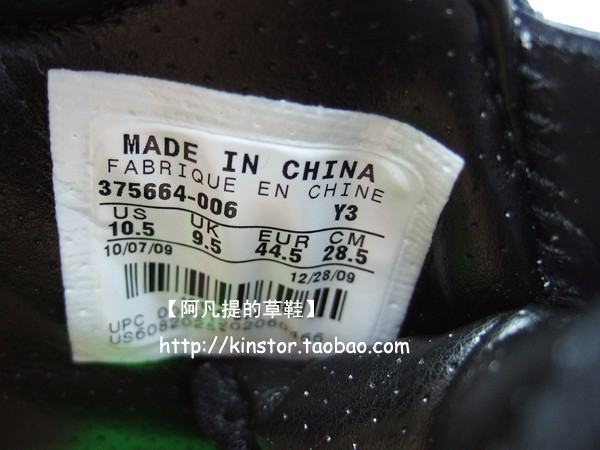 MADE IN CHINA
FABRIQUE EN CHINE
375664-006 Y3
US UK EUR CM
10.5 9.5 44.5 28.5
10/07/09 12/28/09
【阿凡提的草鞋】
UPC
http://kinstor.taobao.com